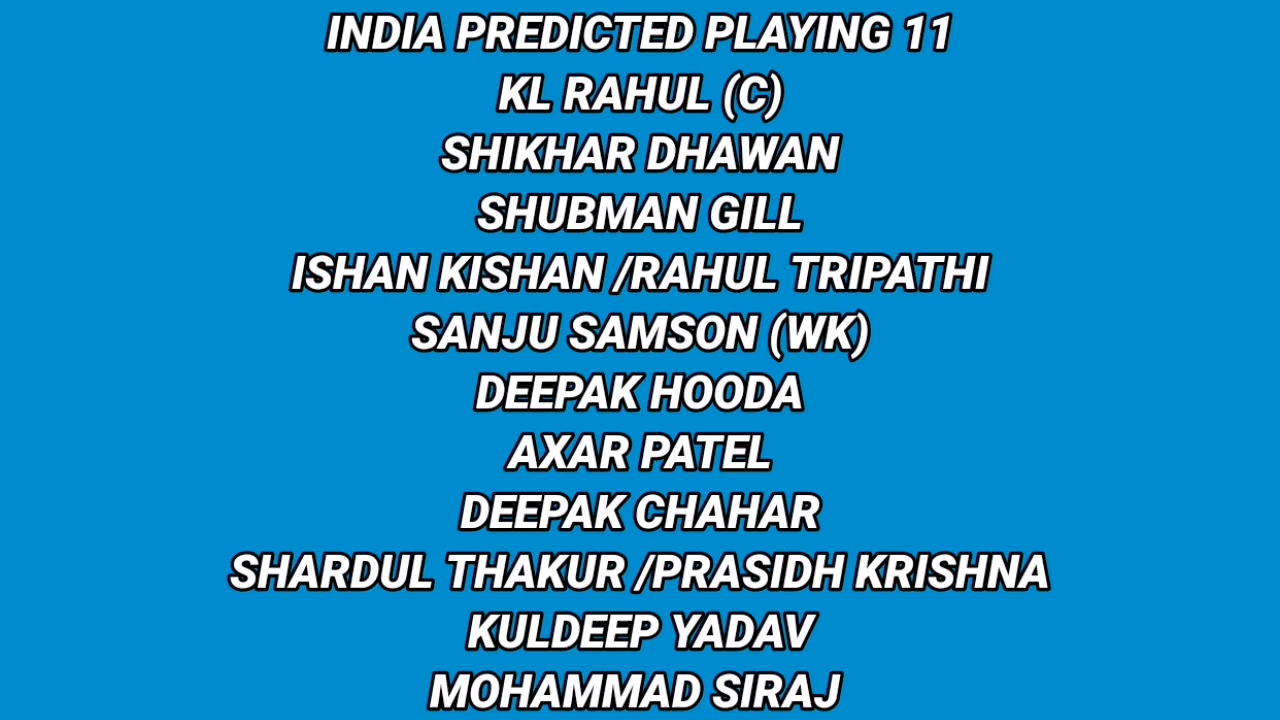 INDIA PREDICTED PLAYING 11
KL RAHUL (C)
SHIKHAR DHAWAN
SHUBMAN GILL
ISHAN KISHAN /RAHUL TRIPATHI
SANJU SAMSON (WK)
DEEPAK HOODA
AXAR PATEL
DEEPAK CHAHAR
SHARDUL THAKUR /PRASIDH KRISHNA
KULDEEP YADAV
MOHAMMAD SIRAJ